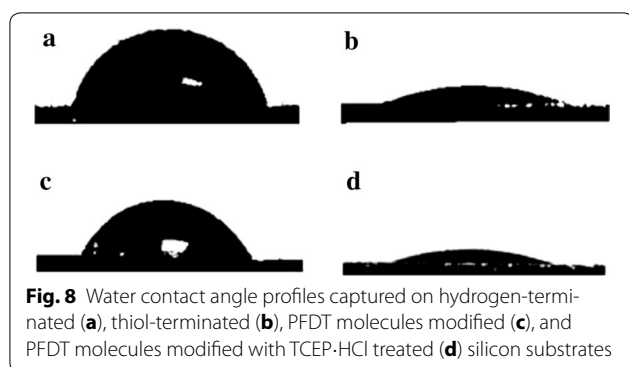 a
b
c
d
Fig. 8 Water contact angle profiles captured on hydrogen-termi-
nated (a), thiol-terminated (b), PFDT molecules modified (c), and
PFDT molecules modified with TCEP·HCl treated (d) silicon substrates